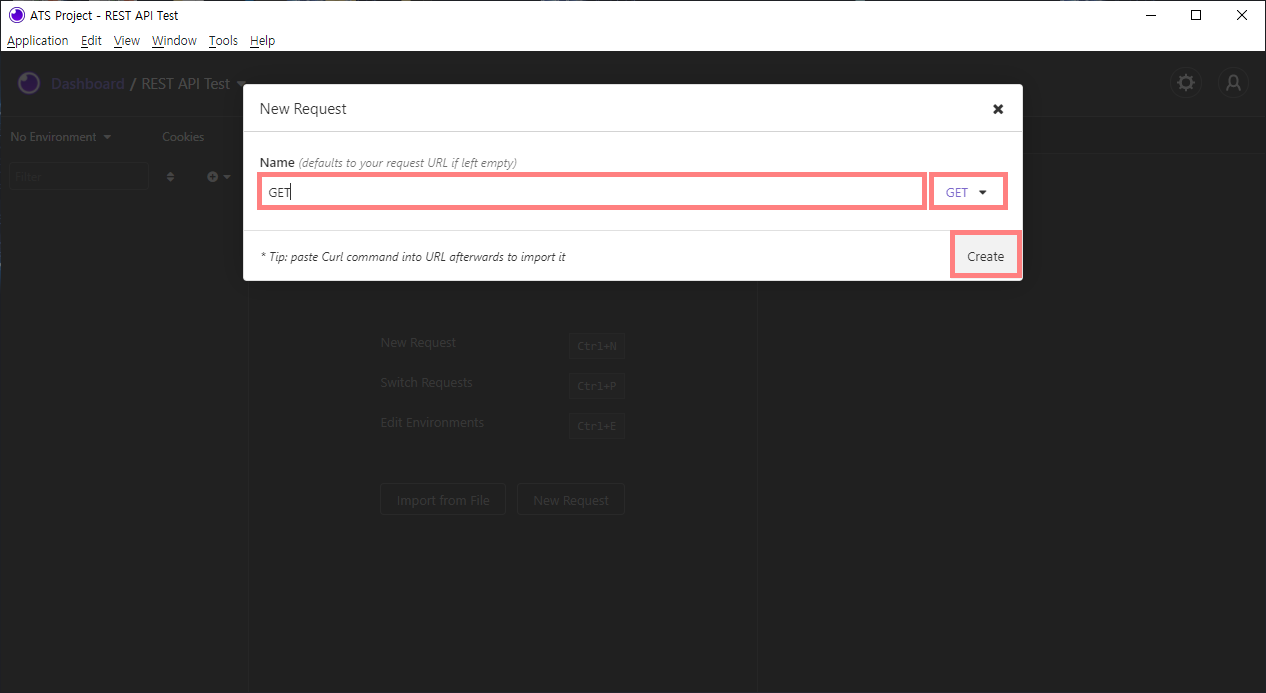 ATS Project - REST API Test
Application Edit View Window Tools Help
Dashboard / REST API Test
No Environment Cookies
Filter
New Request
Name (defaults to your request URL if left empty)
GET GET
* Tip: paste Curl command into URL afterwards to import it Create
New Request Ctrl+N
Switch Requests Ctrl+P
Edit Environments Ctrl+E
Import from File New Request